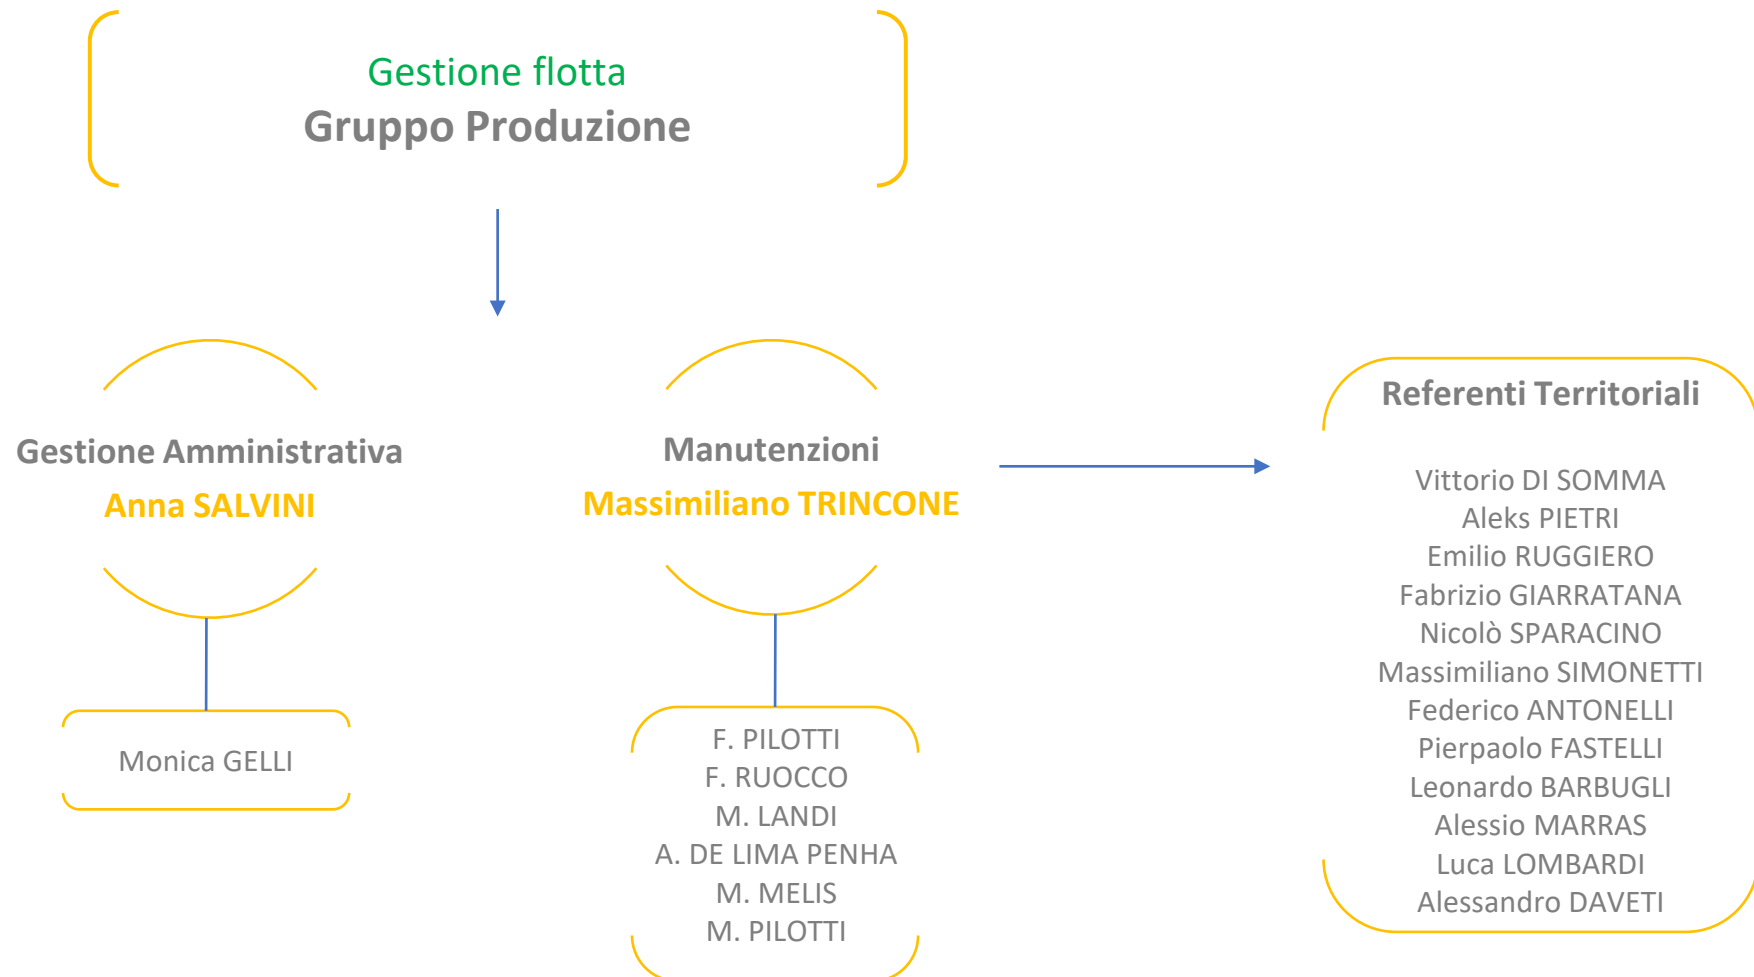 Gestione flotta
Gruppo Produzione
Gestione Amministrativa
Anna SALVINI
Monica GELLI
Manutenzioni
Massimiliano TRINCONE
F. PILOTTI
F. RUOCCO
M. LANDI
A. DE LIMA PENHA
M. MELIS
M. PILOTTI
Referenti Territoriali
Vittorio DI SOMMA
Aleks PIETRI
Emilio RUGGIERO
Fabrizio GIARRATANA
Nicolò SPARACINO
Massimiliano SIMONETTI
Federico ANTONELLI
Pierpaolo FASTELLI
Leonardo BARBUGLI
Alessio MARRAS
Luca LOMBARDI
Alessandro DAVETI